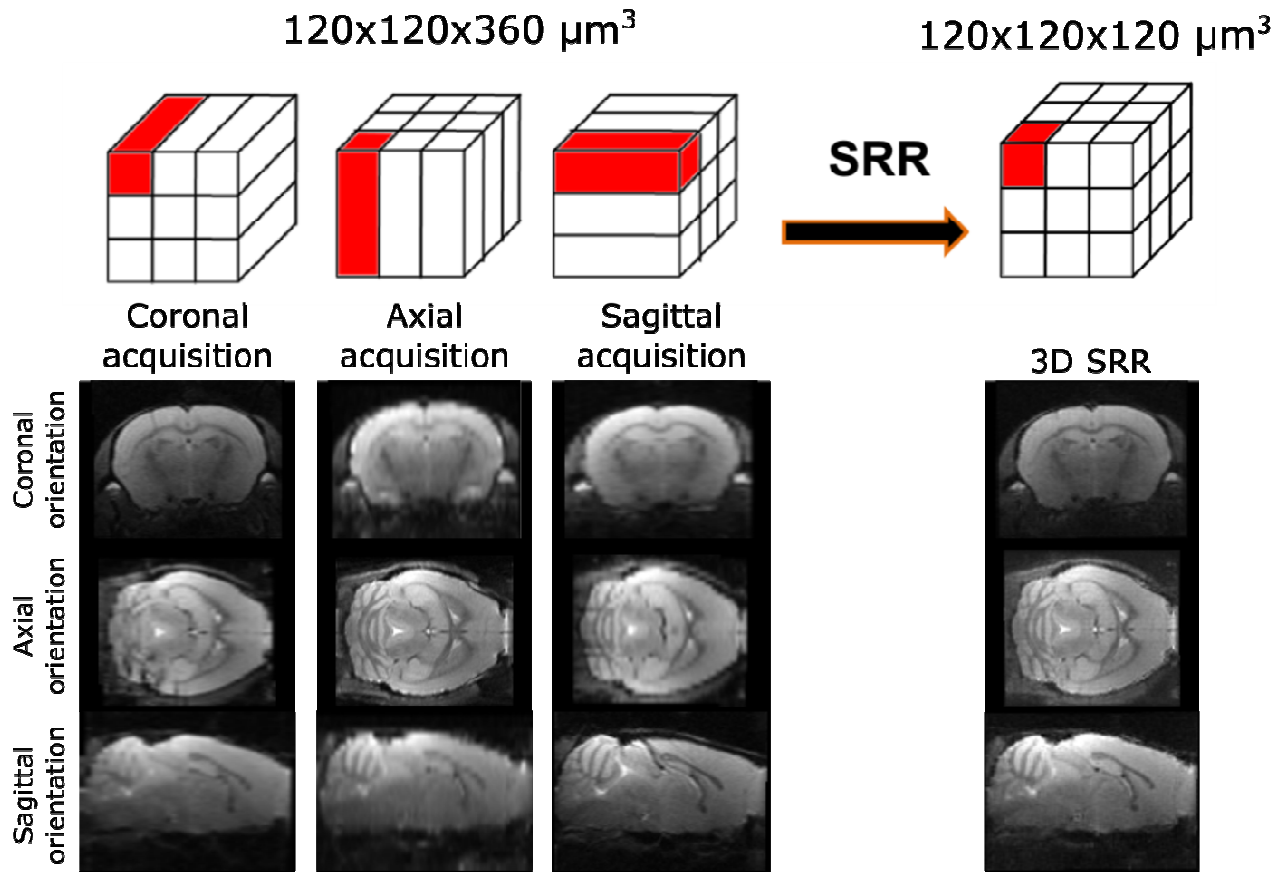 120x120x360 µm³
120x120x120 µm³
SRR
Coronal
acquisition
Axial
acquisition
Sagittal
acquisition
3D SRR
Coronal
orientation
Axial
orientation
Sagittal
orientation